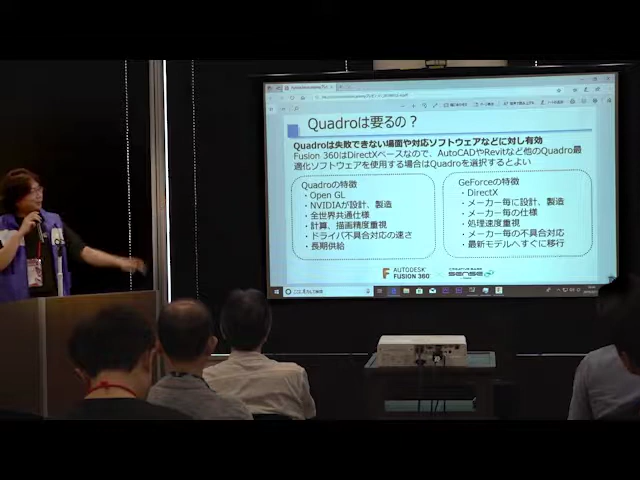 Quadroは要るの？
Quadroは失敗できない場面や対応ソフトウェアなどに対し有効
Fusion 360はDirectXベースなので、AutoCADやRevitなど他のQuadro最
適化ソフトウェアを使用する場合はQuadroを選択するとよい
Quadroの特徴
・Open GL
・NVIDIAが設計、製造
・全世界共通仕様
・計算、描画精度重視
・ドライバ不具合対応の速さ
・長期供給
GeForceの特徴
・DirectX
・メーカー毎に設計、製造
・メーカー毎の仕様
・処理速度重視
・メーカー毎の不具合対応
・最新モデルへすぐに移行
AUTODESK
FUSION 360
×
SENSE